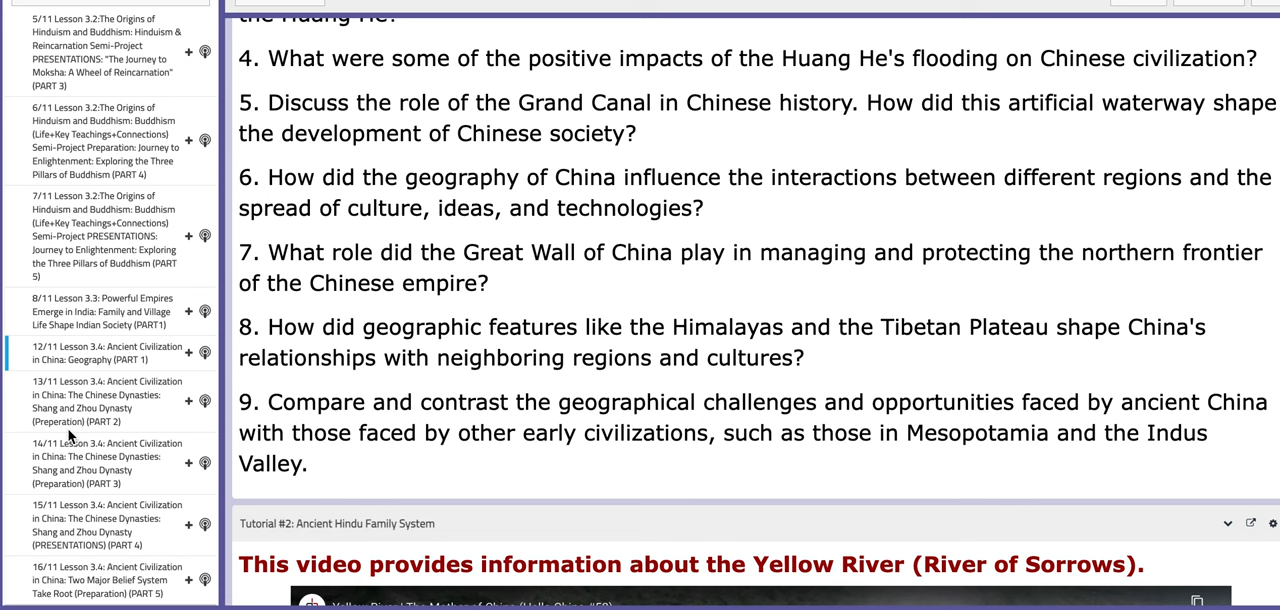 5/11 Lesson 3.2:The Origins of
Hinduism and Buddhism: Hinduism &
Reincarnation Semi-Project
PRESENTATIONS: "The Journey to
Moksha: A Wheel of Reincarnation"
(PART 3)
6/11 Lesson 3.2:The Origins of
Hinduism and Buddhism: Buddhism
(Life+Key Teachings+Connections)
Semi-Project Preparation: Journey to
Enlightenment: Exploring the Three
Pillars of Buddhism (PART 4)
7/11 Lesson 3.2:The Origins of
Hinduism and Buddhism: Buddhism
(Life+Key Teachings+Connections)
Semi-Project PRESENTATIONS:
Journey to Enlightenment: Exploring
the Three Pillars of Buddhism (PART
5)
8/11 Lesson 3.3: Powerful Empires
Emerge in India: Family and Village
Life Shape Indian Society (PART1)
12/11 Lesson 3.4: Ancient Civilization
in China: Geography (PART 1)
13/11 Lesson 3.4: Ancient Civilization
in China: The Chinese Dynasties:
Shang and Zhou Dynasty
(Preperation) (PART 2)
14/11 Lesson 3.4: Ancient Civilization
in China: The Chinese Dynasties:
Shang and Zhou Dynasty
(Preparation) (PART 3)
15/11 Lesson 3.4: Ancient Civilization
in China: The Chinese Dynasties:
Shang and Zhou Dynasty
(PRESENTATIONS) (PART 4)
16/11 Lesson 3.4: Ancient Civilization
in China: Two Major Belief System
Take Root (Preparation) (PART 5)
the Huang He?
4. What were some of the positive impacts of the Huang He's flooding on Chinese civilization?
5. Discuss the role of the Grand Canal in Chinese history. How did this artificial waterway shape
the development of Chinese society?
6. How did the geography of China influence the interactions between different regions and the
spread of culture, ideas, and technologies?
7. What role did the Great Wall of China play in managing and protecting the northern frontier
of the Chinese empire?
8. How did geographic features like the Himalayas and the Tibetan Plateau shape China's
relationships with neighboring regions and cultures?
9. Compare and contrast the geographical challenges and opportunities faced by ancient China
with those faced by other early civilizations, such as those in Mesopotamia and the Indus
Valley.
Tutorial #2: Ancient Hindu Family System
This video provides information about the Yellow River (River of Sorrows).
Yellow River | The Mother of China (Hello China #50)